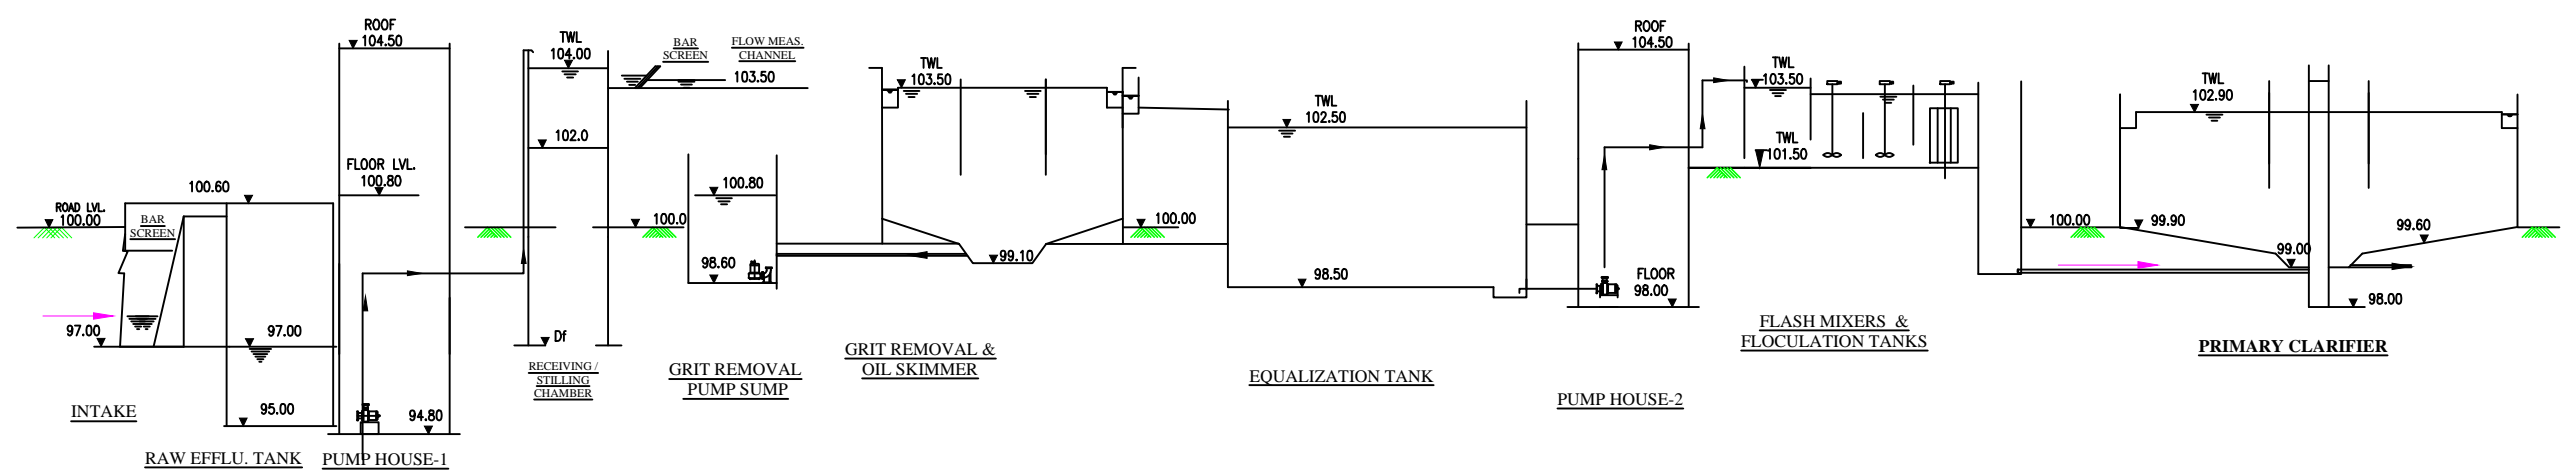 ROAD LVL.
100.00
BAR
SCREEN
97.00
INTAKE
100.60
97.00
95.00
RAW EFFLU. TANK
ROOF
104.50
FLOOR LVL.
100.80
94.80
PUMP HOUSE-1
TWL
104.00
102.0
Df
RECEIVING /
STILLING
CHAMBER
BAR
SCREEN
FLOW MEAS.
CHANNEL
103.50
100.0
100.80
98.60
GRIT REMOVAL
PUMP SUMP
TWL
103.50
99.10
100.00
GRIT REMOVAL &
OIL SKIMMER
TWL
102.50
98.50
EQUALIZATION TANK
ROOF
104.50
FLOOR
98.00
PUMP HOUSE-2
TWL
103.50
TWL
101.50
FLASH MIXERS &
FLOCULATION TANKS
100.00
TWL
102.90
99.90
99.00
99.60
98.00
PRIMARY CLARIFIER